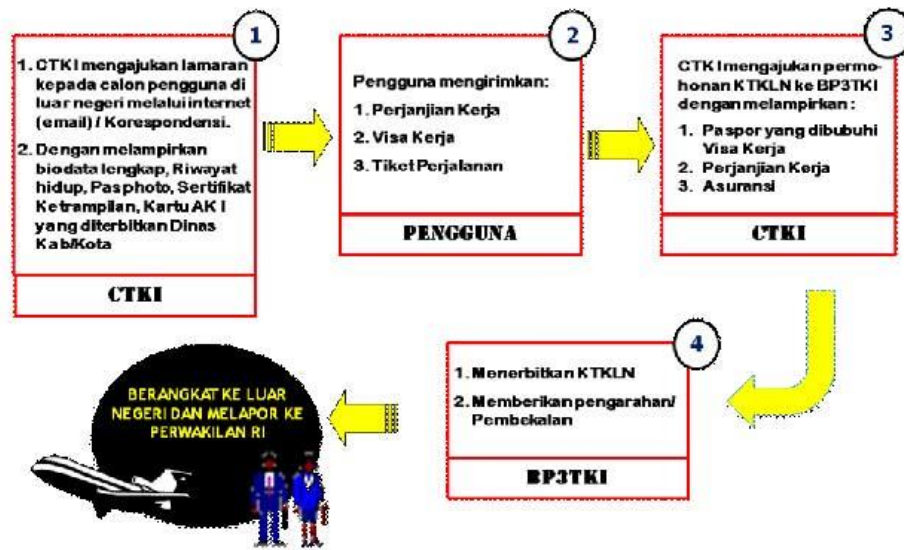 1
1. CTKI mengajukan lamaran
kepada calon pengguna di
luar negeri melalui internet
(email) / Korespondensi.
2. Dengan melampirkan
biodata lengkap, Riwayat
hidup, Pasphoto, Sertifikat
Ketrampilan, Kartu AK I
yang diterbitkan Dinas
Kab/Kota
CTKI
2
Pengguna mengirimkan:
1. Perjanjian Kerja
2. Visa Kerja
3. Tiket Perjalanan
PENGGUNA
3
CTKI mengajukan permo-
honan KTKLN ke BP3TKI
dengan melampirkan :
1. Paspor yang dibubuhi
Visa Kerja
2. Perjanjian Kerja
3. Asuransi
CTKI
4
1. Menerbitkan KTKLN
2. Memberikan pengarahan/
Pembekalan
BP3TKI
BERANGKAT KE LUAR
NEGERI DAN MELAPOR KE
PERWAKILAN RI